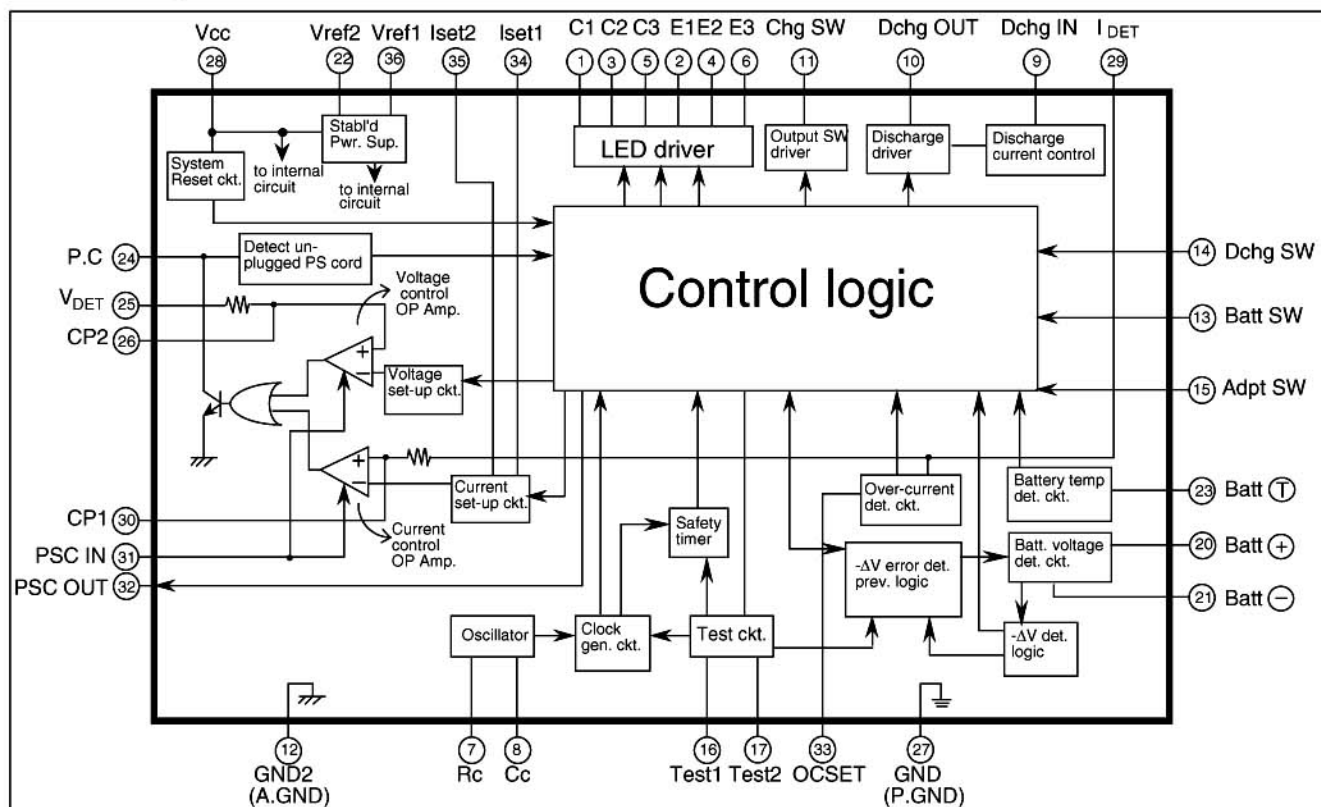 Vcc
Vref2
Vref1
Iset2
Iset1
C1
C2
C3
E1
E2
E3
Chg SW
Dchg OUT
Dchg IN
I DET
28
22
36
35
34
1
3
5
2
4
6
11
10
9
29
Stabl'd
Pwr. Sup.
System
Reset ckt.
to internal
circuit
to internal
circuit
LED driver
Output SW
driver
Discharge
driver
Discharge
current control
P.C 24
Detect un-
plugged PS cord
VDET 25
CP2 26
Voltage
control
OP Amp.
Control logic
14 Dchg SW
13 Batt SW
15 Adpt SW
+
−
Voltage
set-up ckt.
+
−
Current
set-up ckt.
CP1 30
Current
control
OP Amp.
PSC IN 31
PSC OUT 32
Safety
timer
Over-current
det. ckt.
Battery temp
det. ckt.
23 Batt T
-ΔV error det.
prev. logic
Batt. voltage
det. ckt.
20 Batt +
21 Batt −
Oscillator
Clock
gen. ckt.
Test ckt.
-ΔV det.
logic
12
GND2
(A.GND)
7
Rc
8
Cc
16
Test1
17
Test2
33
OCSET
27
GND
(P.GND)